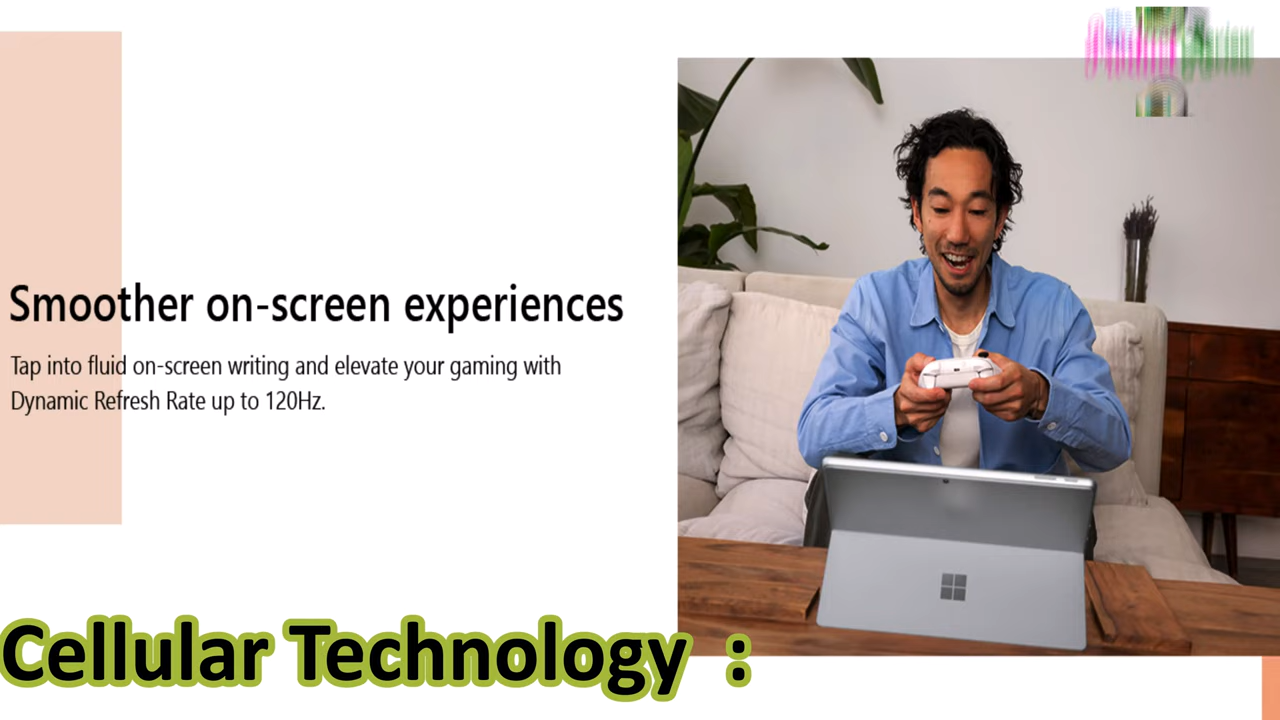 Smoother on-screen experiences
Tap into fluid on-screen writing and elevate your gaming with
Dynamic Refresh Rate up to 120Hz.
Cellular Technology :